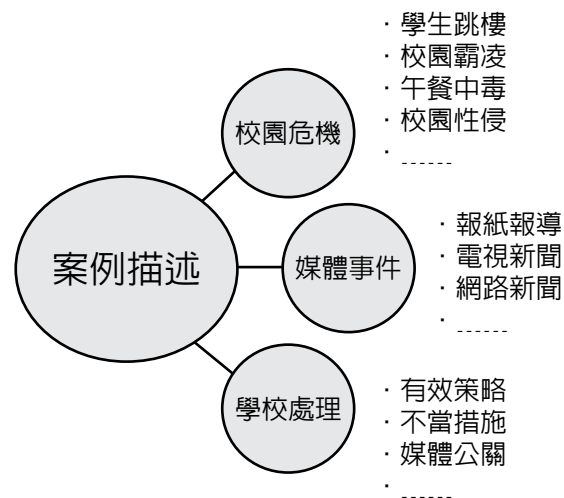 案例描述
校園危機
· 學生跳樓
· 校園霸凌
· 午餐中毒
· 校園性侵
· ------
媒體事件
· 報紙報導
· 電視新聞
· 網路新聞
· ------
學校處理
· 有效策略
· 不當措施
· 媒體公關
· ------